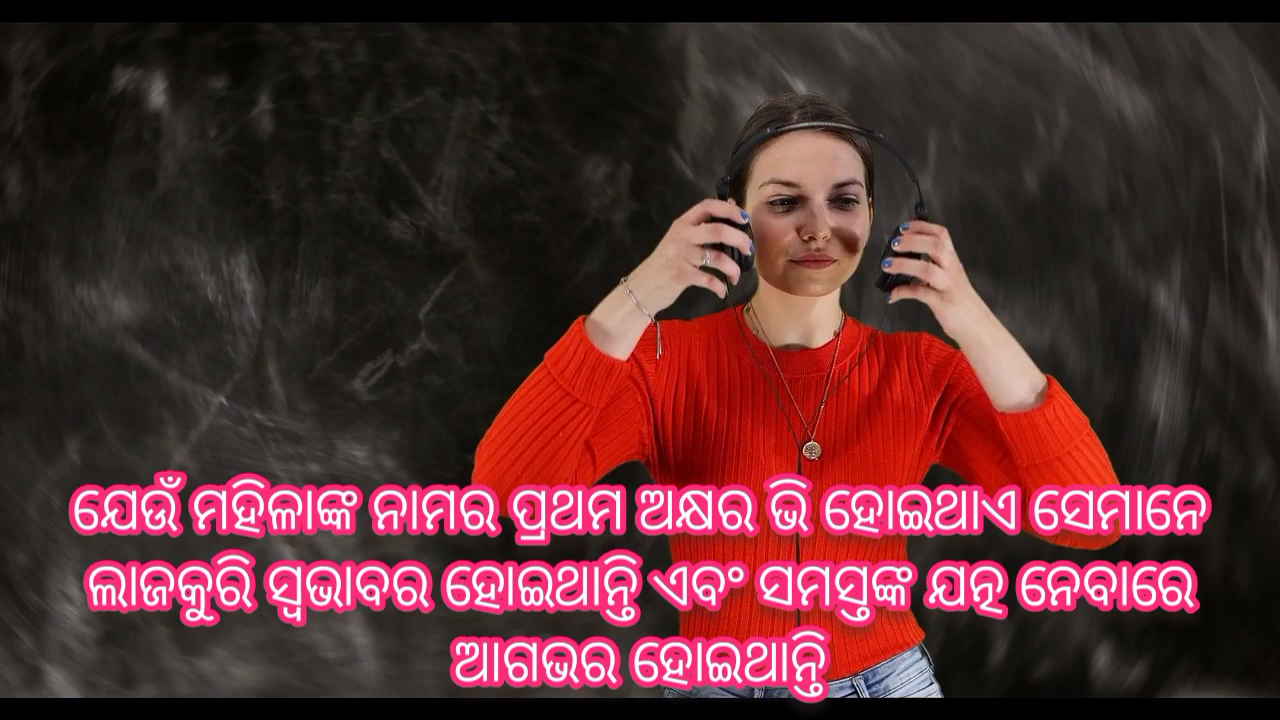 ଯେଉଁ ମହିଳାଙ୍କ ନାମର ପ୍ରଥମ ଅକ୍ଷର ଭି ହୋଇଥାଏ ସେମାନେ
ଲାଜକୁରି ସ୍ୱଭାବର ହୋଇଥାନ୍ତି ଏବଂ ସମସ୍ତଙ୍କ ଯତ୍ନ ନେବାରେ
ଆଗଭର ହୋଇଥାନ୍ତି